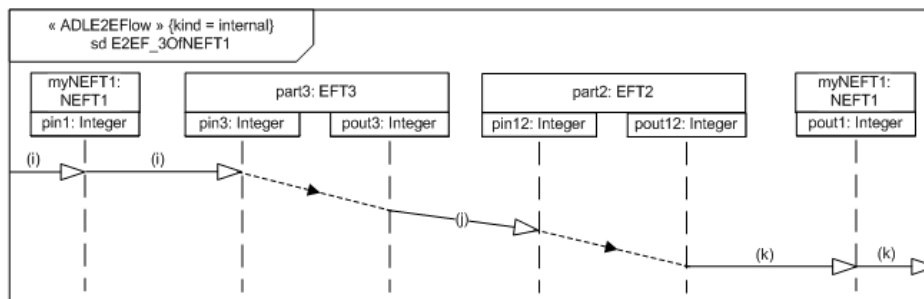 « ADLE2EFlow » {kind = internal}
sd E2EF_3OfNEFT1
myNEFT1:
NEFT1
pin1: Integer
part3: EFT3
pin3: Integer
pout3: Integer
part2: EFT2
pin12: Integer
pout12: Integer
myNEFT1:
NEFT1
pout1: Integer
(i)
(i)
(j)
(k)
(k)